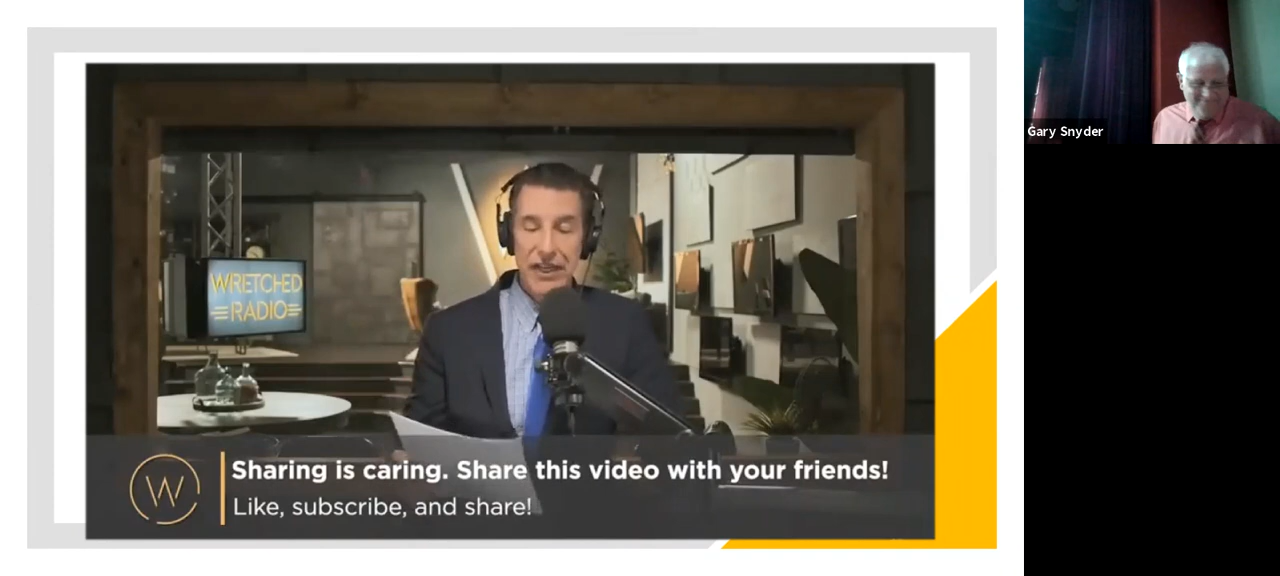 WRETCHED
RADIO
W
Sharing is caring. Share this video with your friends!
Like, subscribe, and share!
Gary Snyder